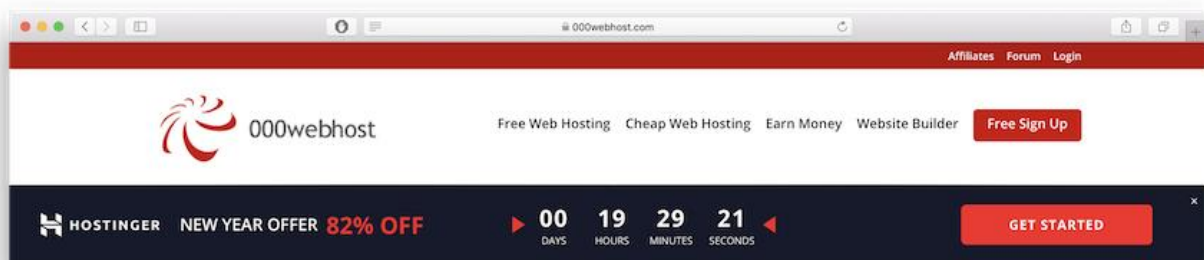 000webhost.com
Affiliates Forum Login
000webhost
Free Web Hosting Cheap Web Hosting Earn Money Website Builder Free Sign Up
HOSTINGER NEW YEAR OFFER 82% OFF 00 19 29 21 GET STARTED
DAYS HOURS MINUTES SECONDS